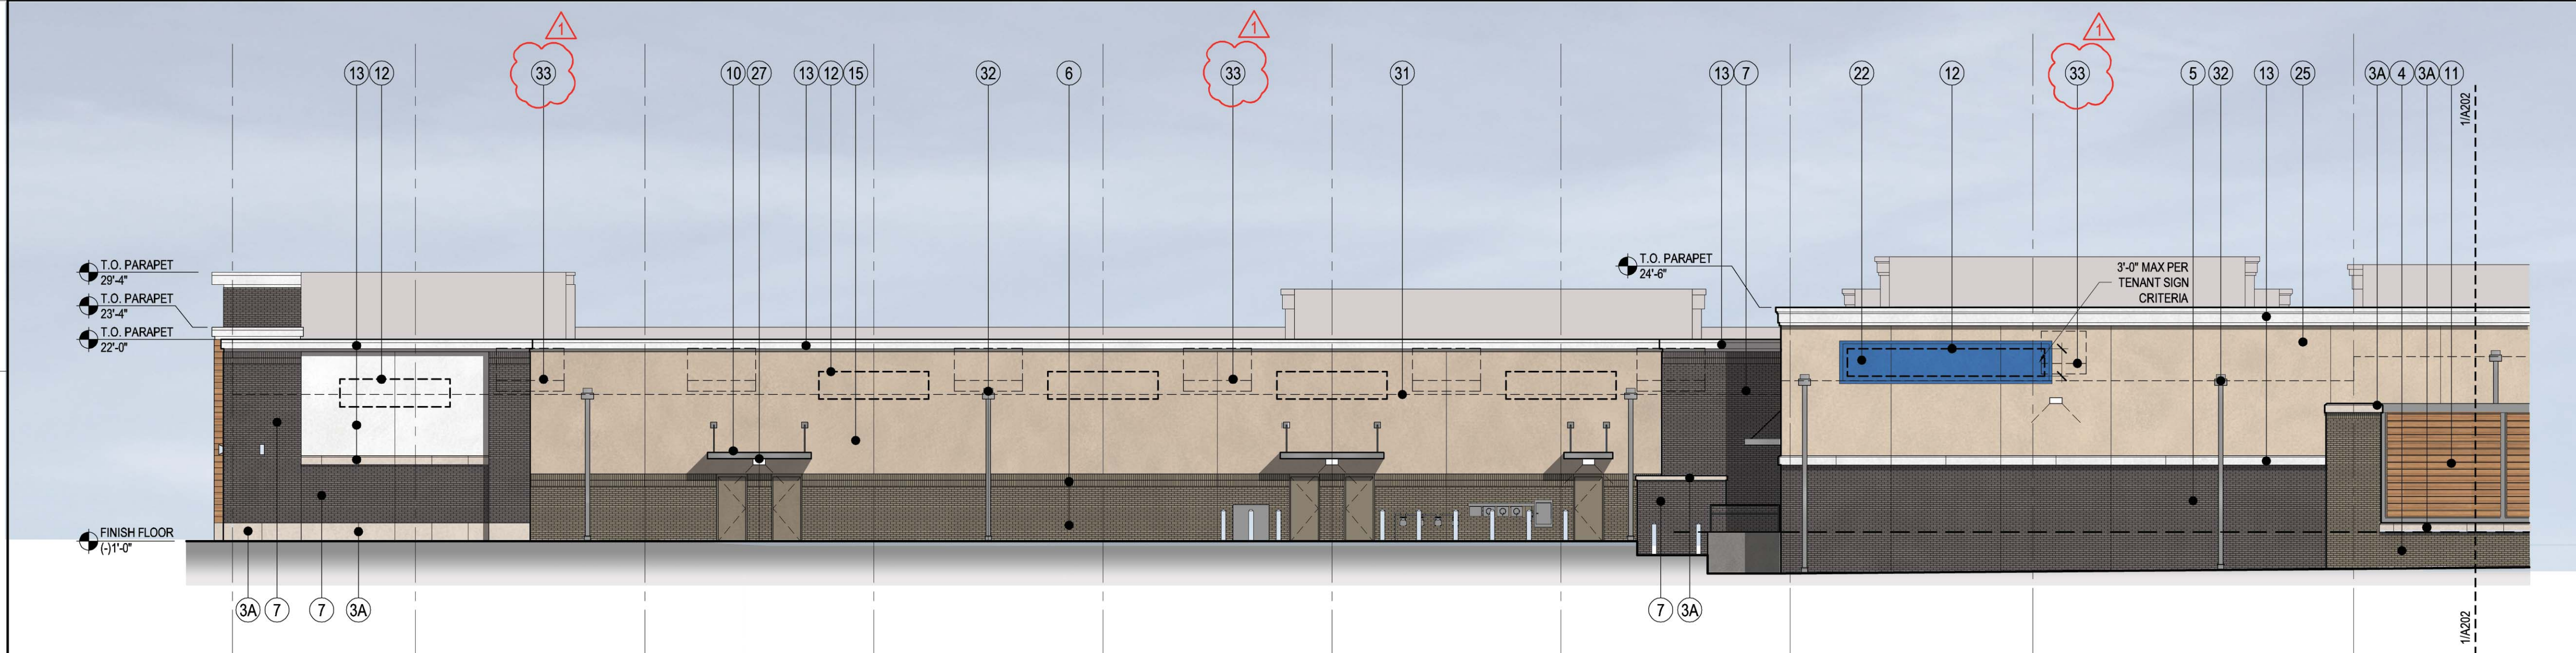 1
1
1
13 12
33
10 27
13 12 15
32
6
33
31
13 7
22
12
33
5 32
13
25
3A 4
3A 11
1/A202
T.O. PARAPET
24'-6"
T.O. PARAPET
29'-4"
T.O. PARAPET
23'-4"
T.O. PARAPET
22'-0"
3'-0" MAX PER
TENANT SIGN
CRITERIA
FINISH FLOOR
(-)1'-0"
3A 7
7 3A
7 3A
1/A202